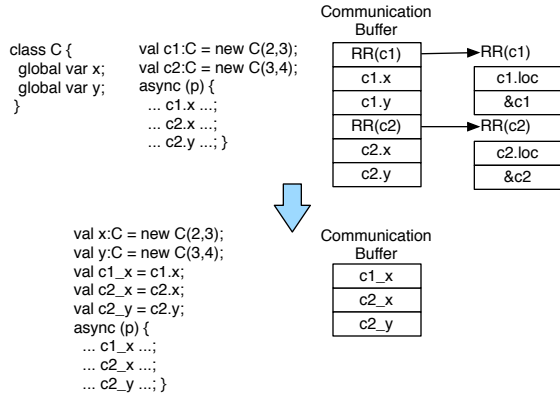 class C {
global var x;
global var y;
}
val c1:C = new C(2,3);
val c2:C = new C(3,4);
async (p) {
... c1.x ...;
... c2.x ...;
... c2.y ...; }
Communication
Buffer
RR(c1)
c1.x
c1.y
RR(c2)
c2.x
c2.y
RR(c1)
c1.loc
&c1
RR(c2)
c2.loc
&c2
val x:C = new C(2,3);
val y:C = new C(3,4);
val c1_x = c1.x;
val c2_x = c2.x;
val c2_y = c2.y;
async (p) {
... c1_x ...;
... c2_x ...;
... c2_y ...; }
Communication
Buffer
c1_x
c2_x
c2_y